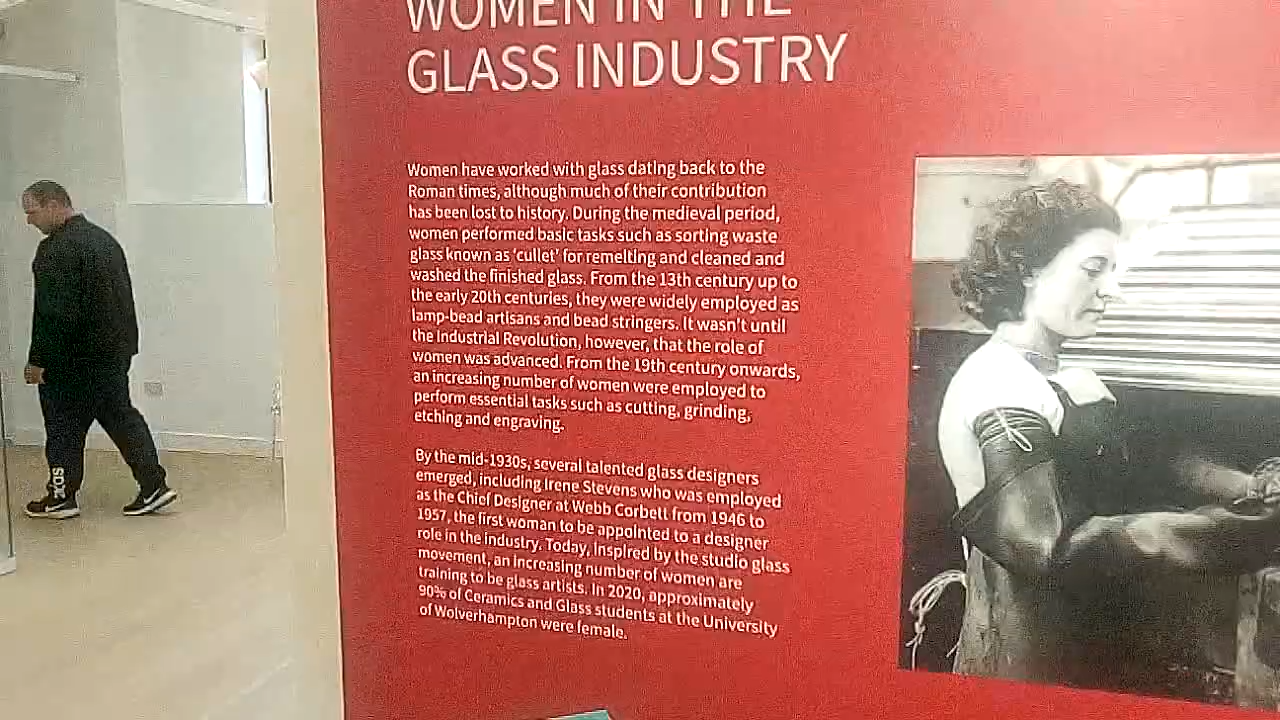 WOMEN IN THE
GLASS INDUSTRY
Women have worked with glass dating back to the
Roman times, although much of their contribution
has been lost to history. During the medieval period,
women performed basic tasks such as sorting waste
glass known as 'cullet' for remelting and cleaned and
washed the finished glass. From the 13th century up to
the early 20th centuries, they were widely employed as
lamp-bead artisans and bead stringers. It wasn't until
the Industrial Revolution, however, that the role of
women was advanced. From the 19th century onwards,
an increasing number of women were employed to
perform essential tasks such as cutting, grinding,
etching and engraving.
By the mid-1930s, several talented glass designers
emerged, including Irene Stevens who was employed
as the Chief Designer at Webb Corbett from 1946 to
1957, the first woman to be appointed to a designer
role in the industry. Today, inspired by the studio glass
movement, an increasing number of women are
training to be glass artists. In 2020, approximately
90% of Ceramics and Glass students at the University
of Wolverhampton were female.